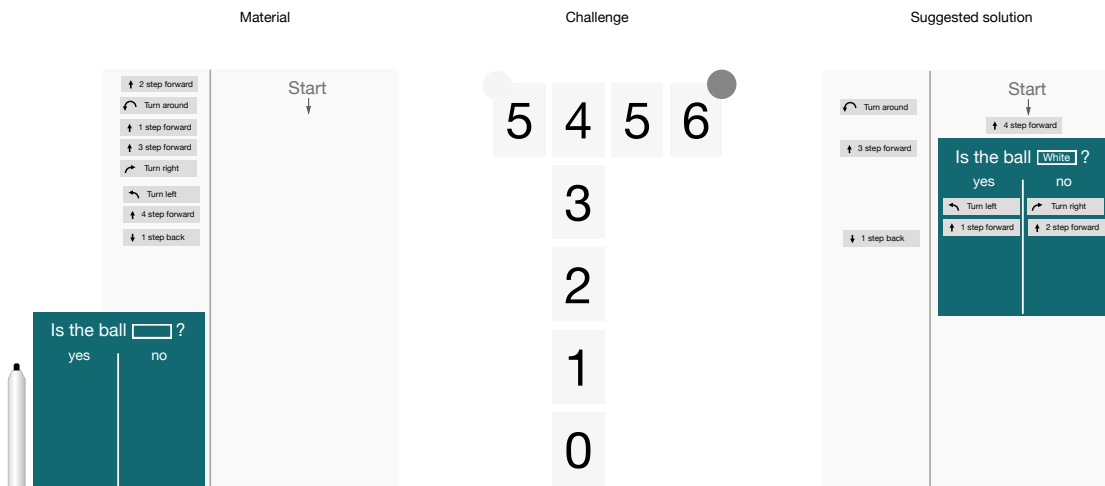 Material
2 step forward
Turn around
1 step forward
3 step forward
Turn right
Turn left
4 step forward
1 step back
Start
Is the ball ?
yes no
Challenge
5 4 5 6
3
2
1
0
Suggested solution
Turn around
3 step forward
1 step back
Start
4 step forward
Is the ball White ?
yes no
Turn left Turn right
1 step forward 2 step forward